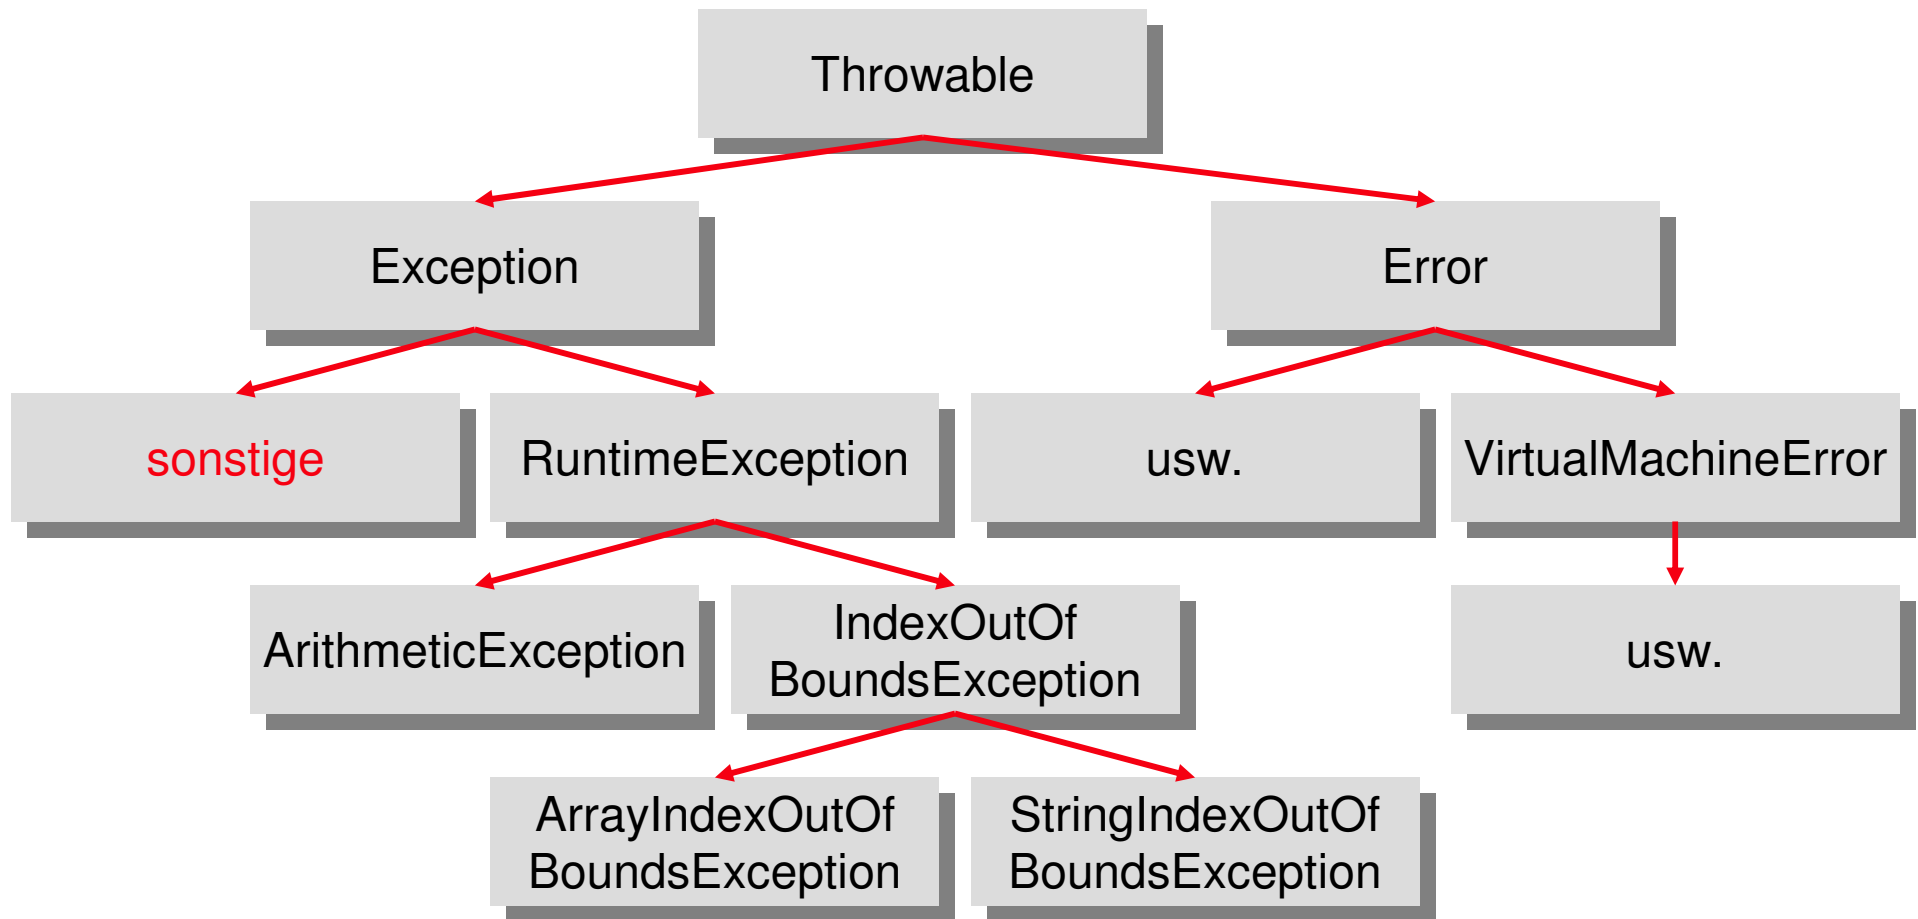 Throwable
Exception
Error
sonstige
RuntimeException
usw.
VirtualMachineError
ArithmeticException
IndexOutOf
BoundsException
usw.
ArrayIndexOutOf
BoundsException
StringIndexOutOf
BoundsException